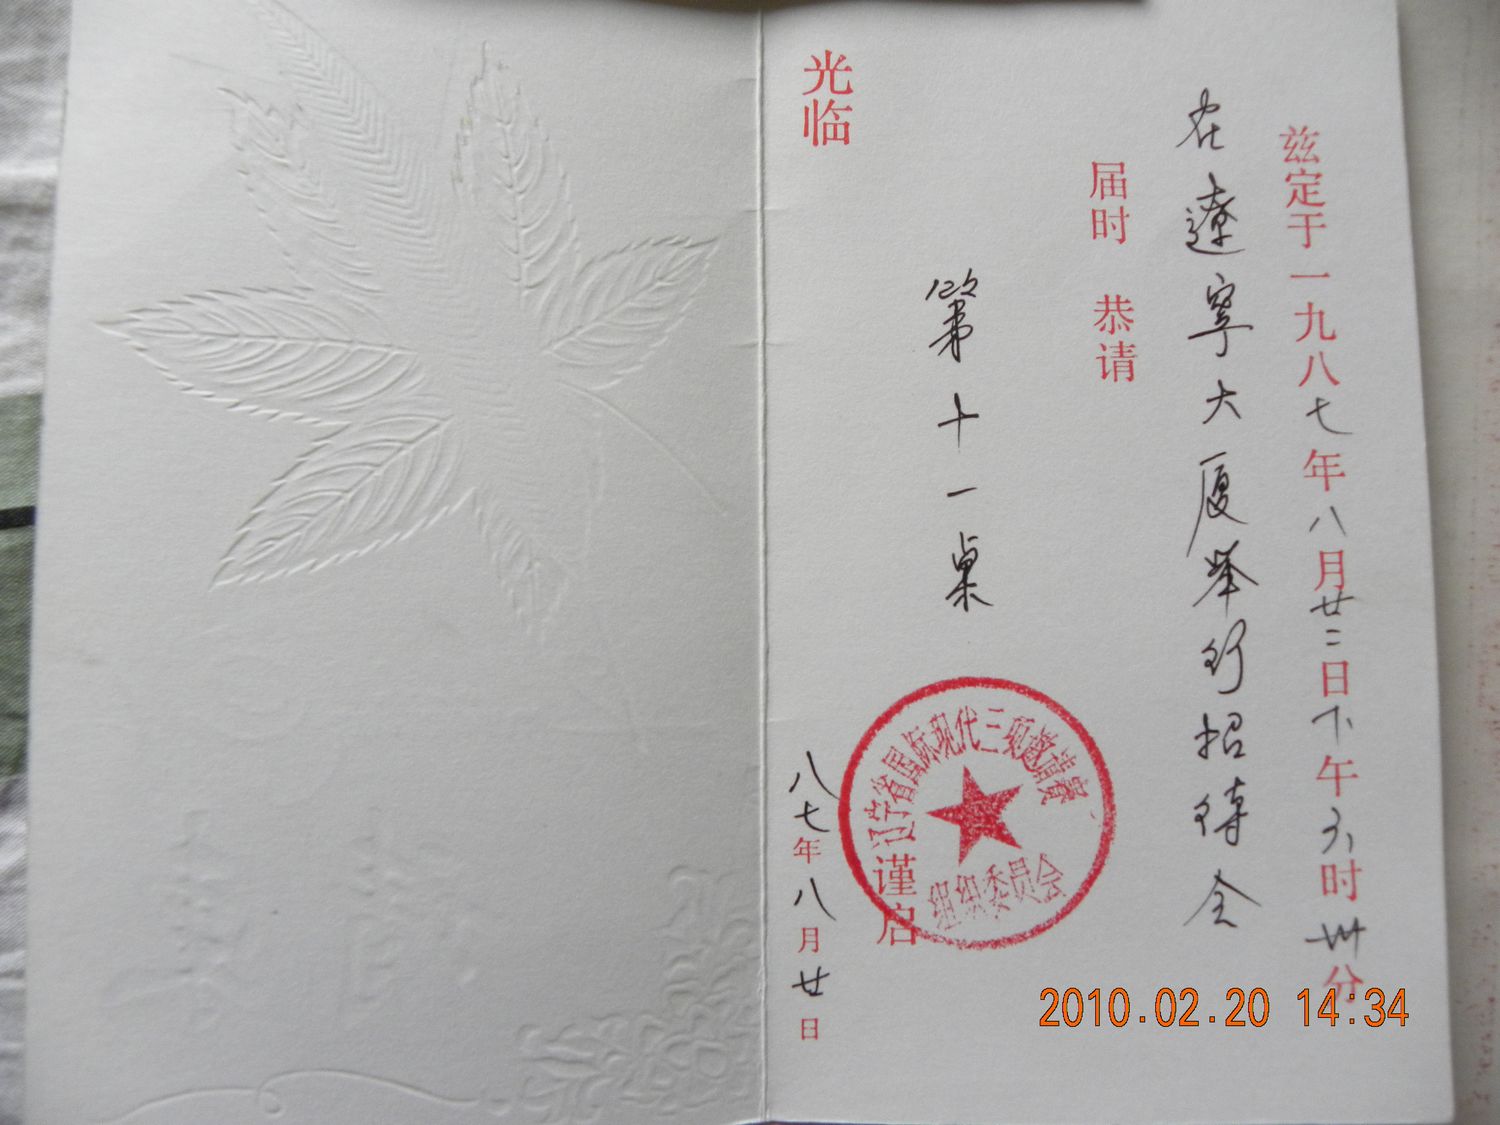 兹定于一九八七年八月廿二日下午六时卅分
在遼寧大厦举行招待会
届时 恭请
第十一桌
光临
辽宁省国际现代三项邀请赛
组织委员会
谨启
八七年八月廿日
2010.02.20 14:34